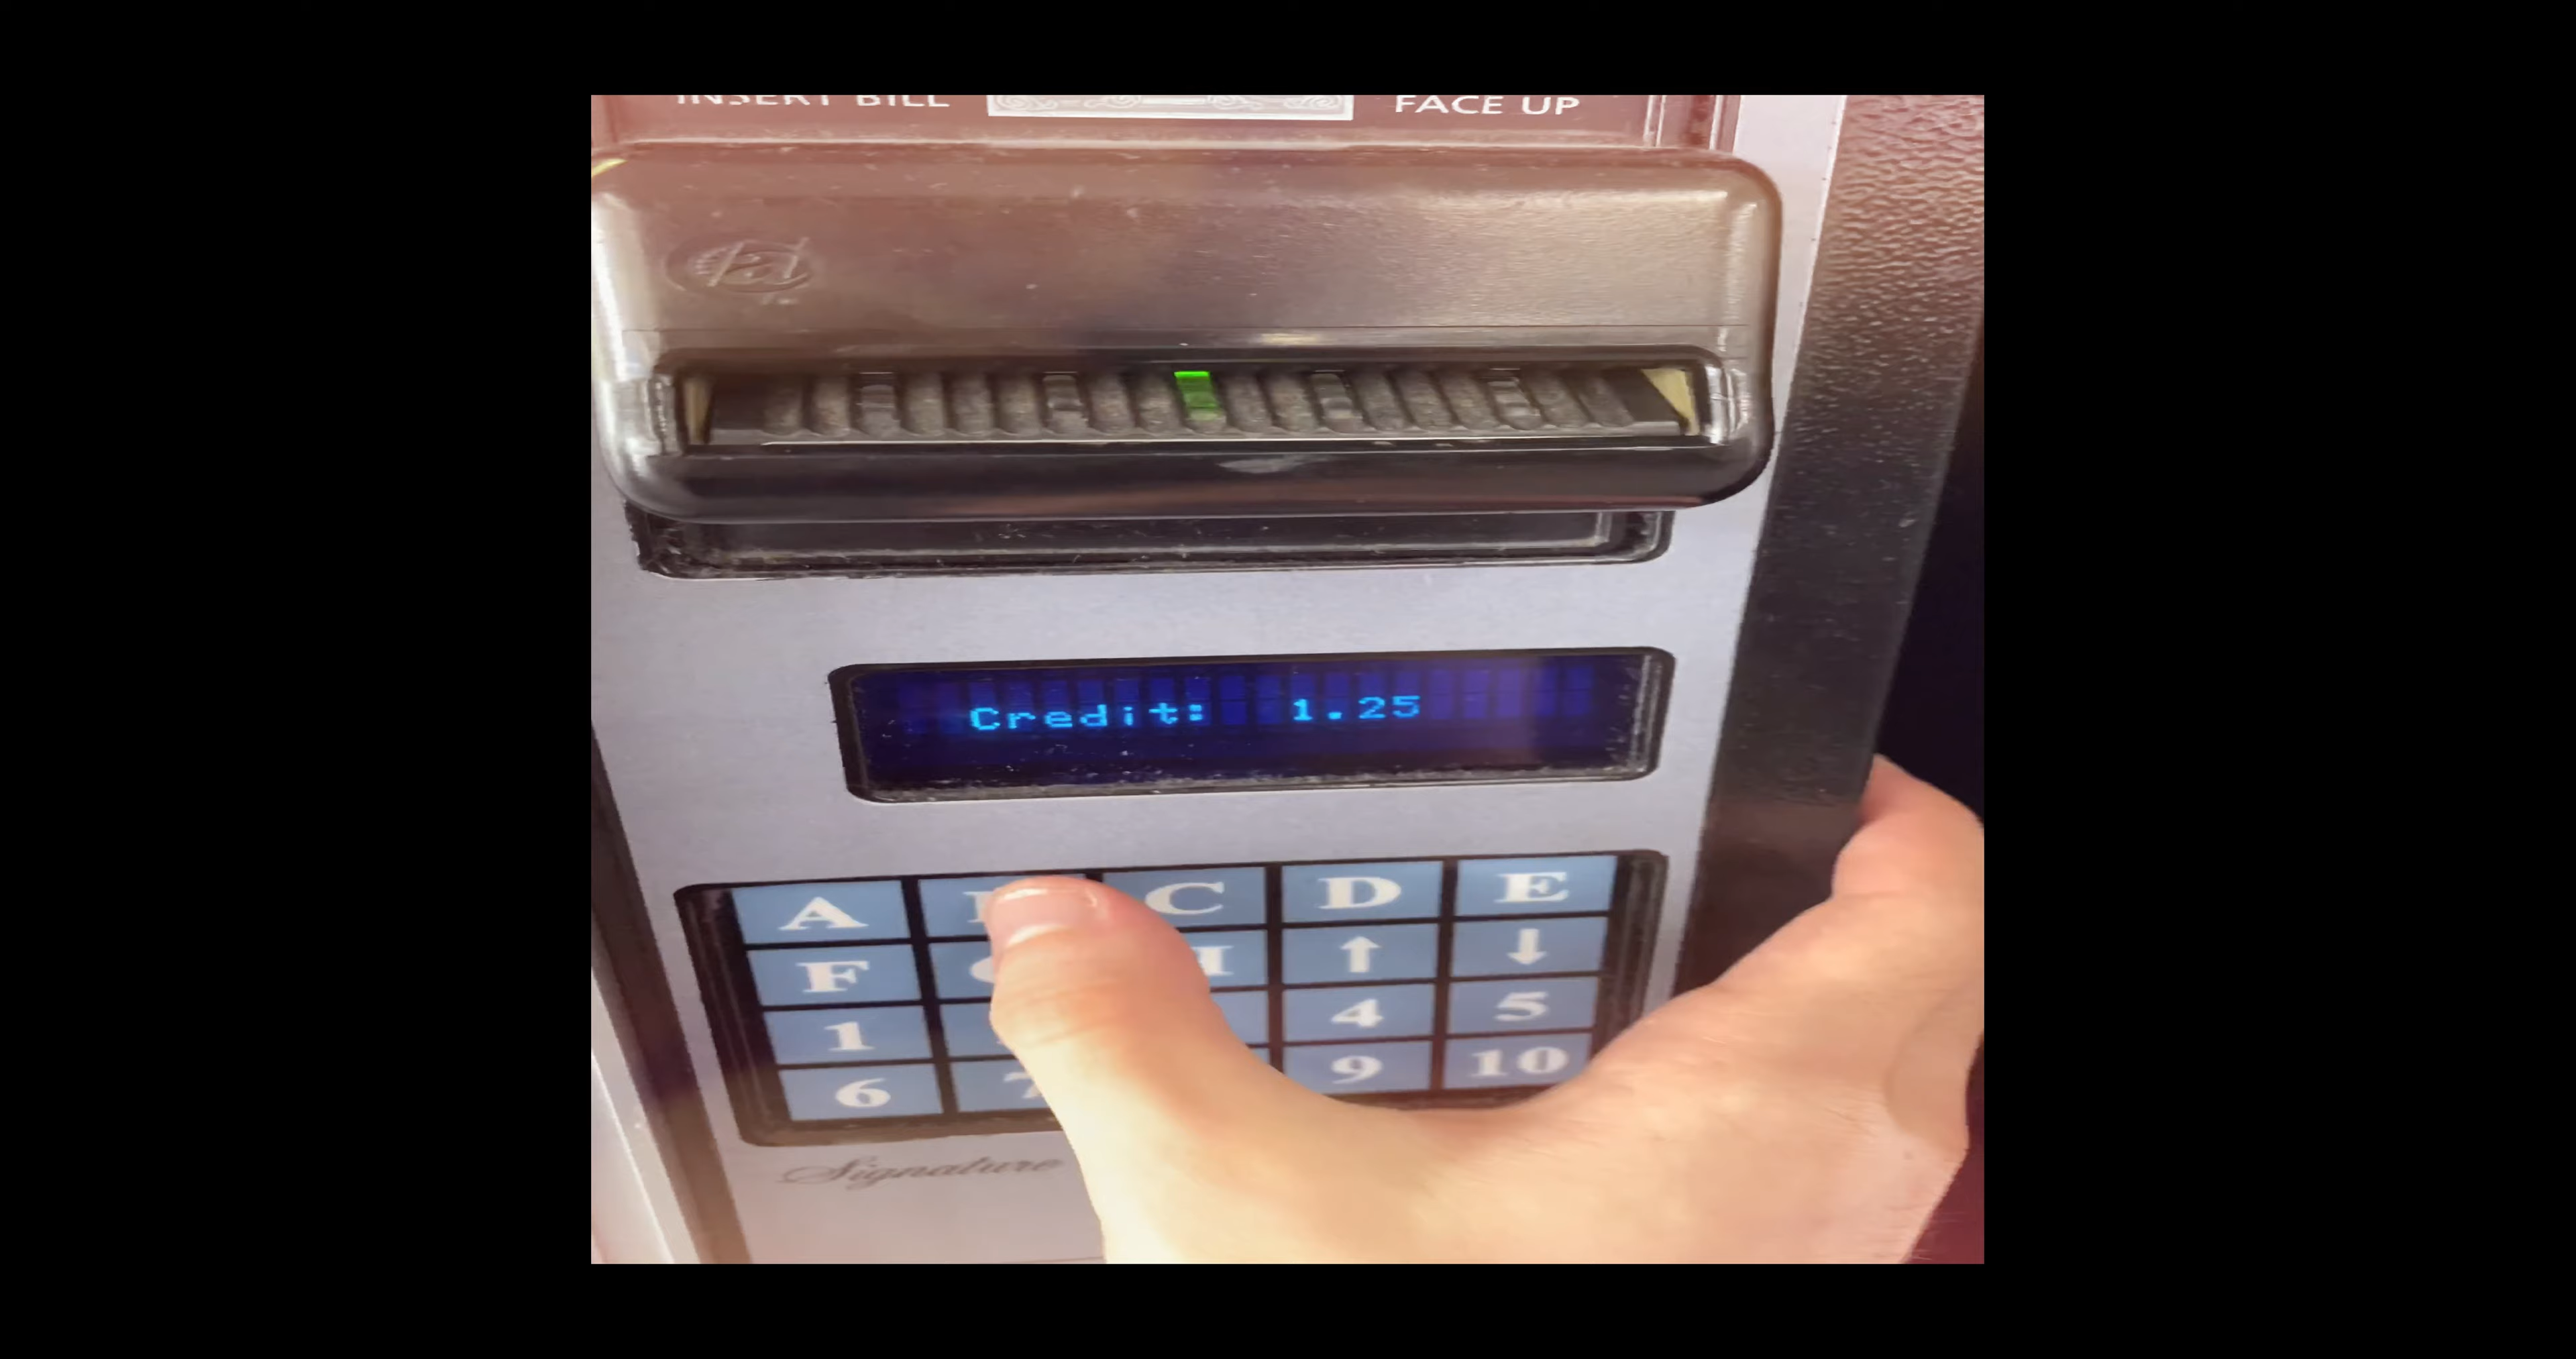 INSERT BILL FACE UP
Credit: 1.25
A C D E
F ↑ ↓
1 4 5
6 7 9 10
Signature